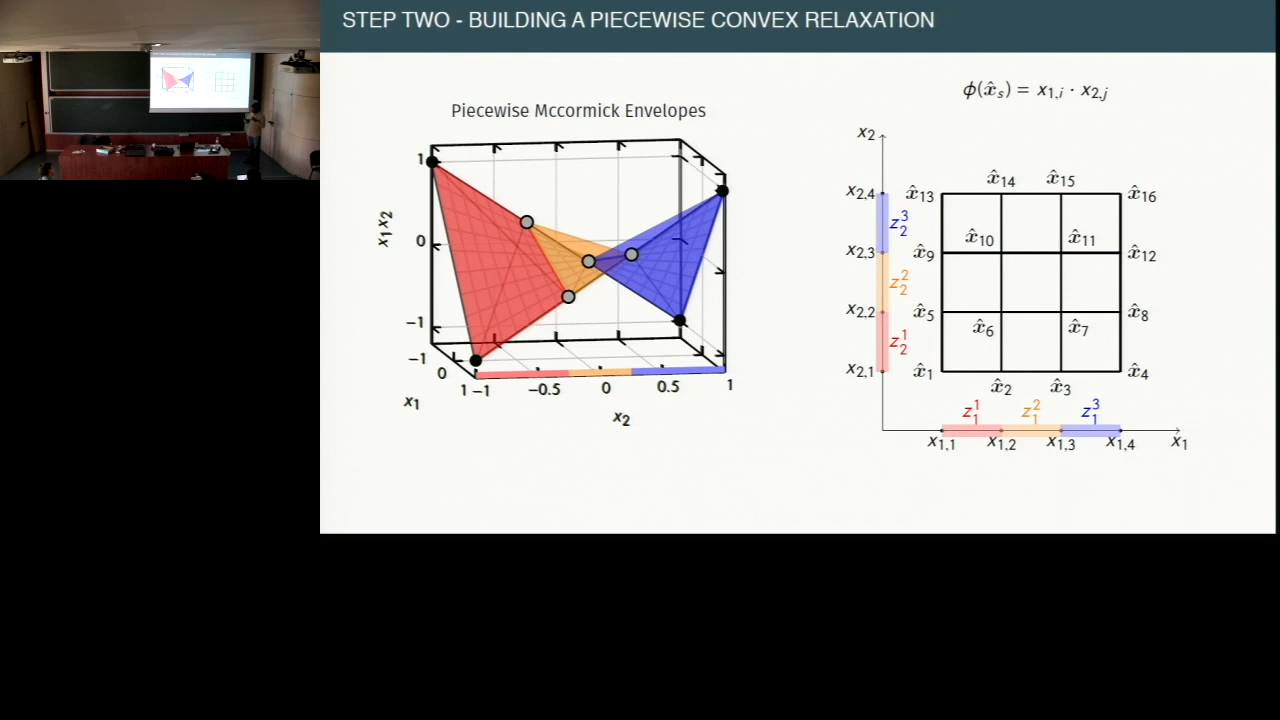 STEP TWO - BUILDING A PIECEWISE CONVEX RELAXATION
Piecewise Mccormick Envelopes
1
0
−1
x₁x₂
−1
0
1
x₁
−1
−0.5
0
0.5
1
x₂
ϕ(x̂ₛ) = x₁,ᵢ · x₂,ⱼ
x₂
x₂,₄
x₂,₃
x₂,₂
x₂,₁
z₂³
z₂²
z₂¹
x̂₁₃
x̂₁₄
x̂₁₅
x̂₁₆
x̂₉
x̂₁₀
x̂₁₁
x̂₁₂
x̂₅
x̂₆
x̂₇
x̂₈
x̂₁
x̂₂
x̂₃
x̂₄
z₁¹
z₁²
z₁³
x₁,₁
x₁,₂
x₁,₃
x₁,₄
x₁